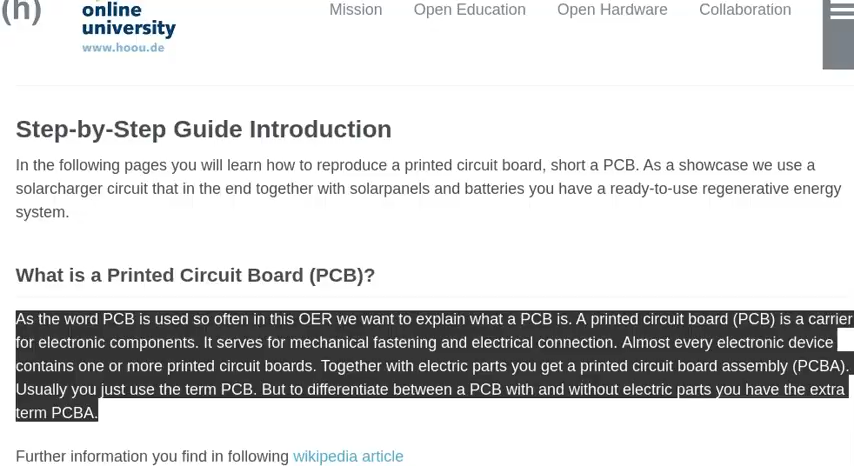 (h)
online
university
www.hoou.de
Mission Open Education Open Hardware Collaboration
Step-by-Step Guide Introduction
In the following pages you will learn how to reproduce a printed circuit board, short a PCB. As a showcase we use a
solarcharger circuit that in the end together with solarpanels and batteries you have a ready-to-use regenerative energy
system.
What is a Printed Circuit Board (PCB)?
As the word PCB is used so often in this OER we want to explain what a PCB is. A printed circuit board (PCB) is a carrier
for electronic components. It serves for mechanical fastening and electrical connection. Almost every electronic device
contains one or more printed circuit boards. Together with electric parts you get a printed circuit board assembly (PCBA).
Usually you just use the term PCB. But to differentiate between a PCB with and without electric parts you have the extra
term PCBA.
Further information you find in following wikipedia article